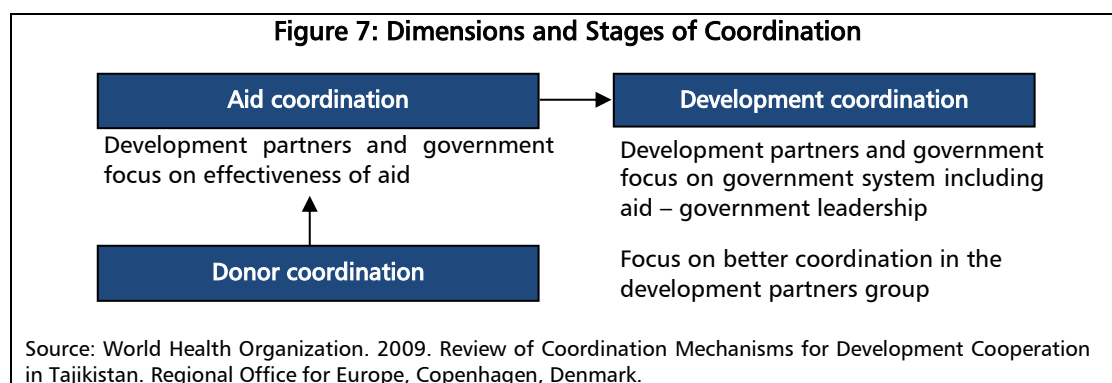 Figure 7: Dimensions and Stages of Coordination
Aid coordination
Development partners and government
focus on effectiveness of aid
Donor coordination
Development coordination
Development partners and government
focus on government system including
aid – government leadership
Focus on better coordination in the
development partners group
Source: World Health Organization. 2009. Review of Coordination Mechanisms for Development Cooperation
in Tajikistan. Regional Office for Europe, Copenhagen, Denmark.